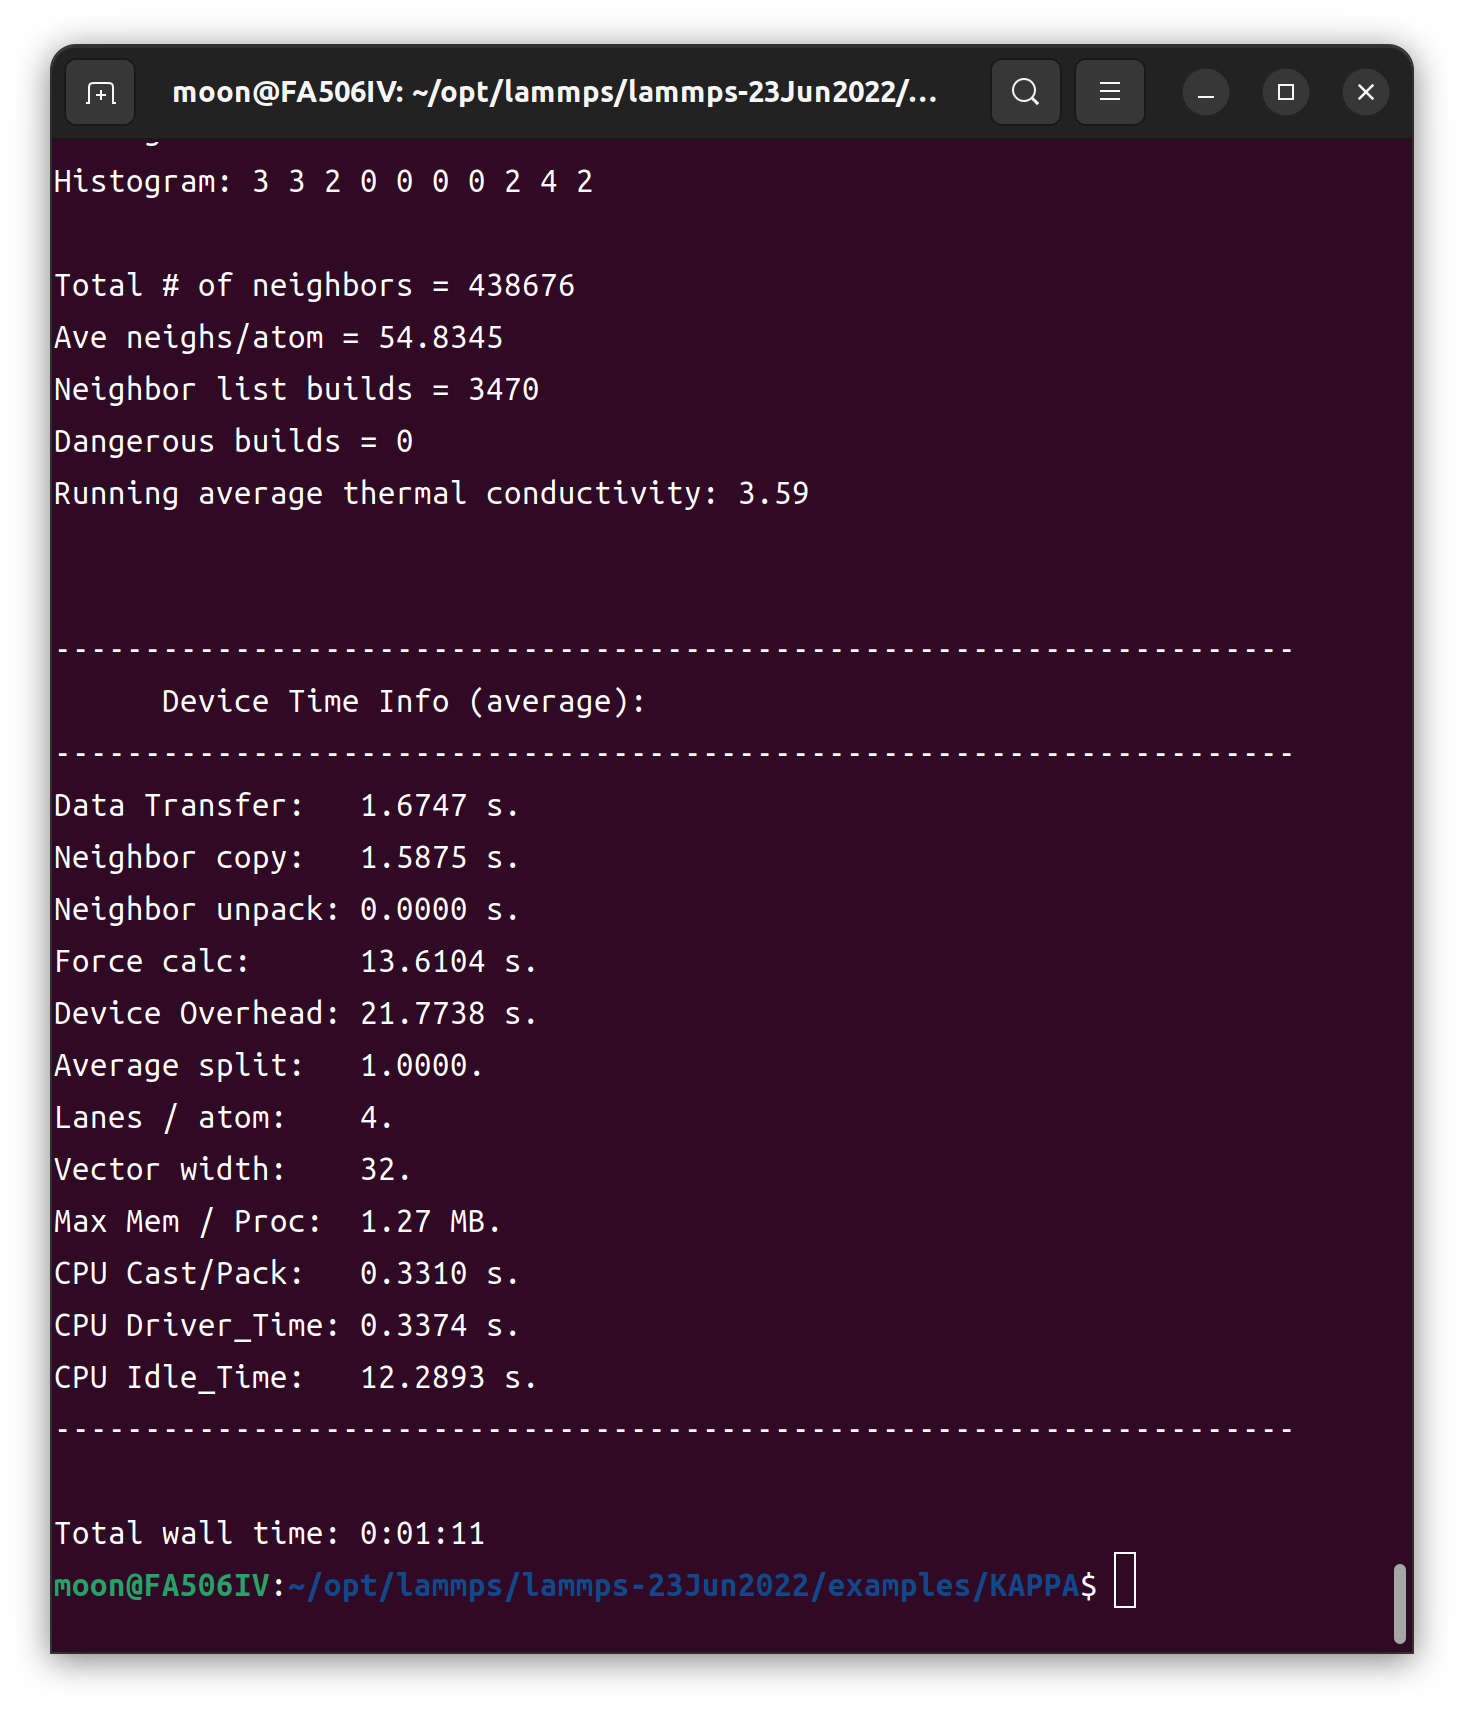 moon@FA506IV: ~/opt/lammps/lammps-23Jun2022/...
Histogram: 3 3 2 0 0 0 0 2 4 2
Total # of neighbors = 438676
Ave neighs/atom = 54.8345
Neighbor list builds = 3470
Dangerous builds = 0
Running average thermal conductivity: 3.59
---------------------------------------------------------------------
      Device Time Info (average):
---------------------------------------------------------------------
Data Transfer:   1.6747 s.
Neighbor copy:   1.5875 s.
Neighbor unpack: 0.0000 s.
Force calc:      13.6104 s.
Device Overhead: 21.7738 s.
Average split:   1.0000.
Lanes / atom:    4.
Vector width:    32.
Max Mem / Proc:  1.27 MB.
CPU Cast/Pack:   0.3310 s.
CPU Driver_Time: 0.3374 s.
CPU Idle_Time:   12.2893 s.
---------------------------------------------------------------------
Total wall time: 0:01:11
moon@FA506IV:~/opt/lammps/lammps-23Jun2022/examples/KAPPA$